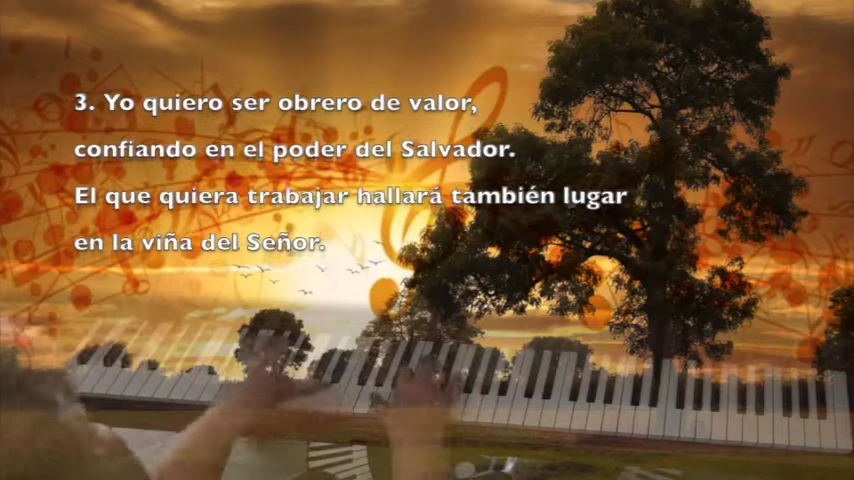 3. Yo quiero ser obrero de valor,
confiando en el poder del Salvador.
El que quiera trabajar hallará también lugar
en la viña del Señor.